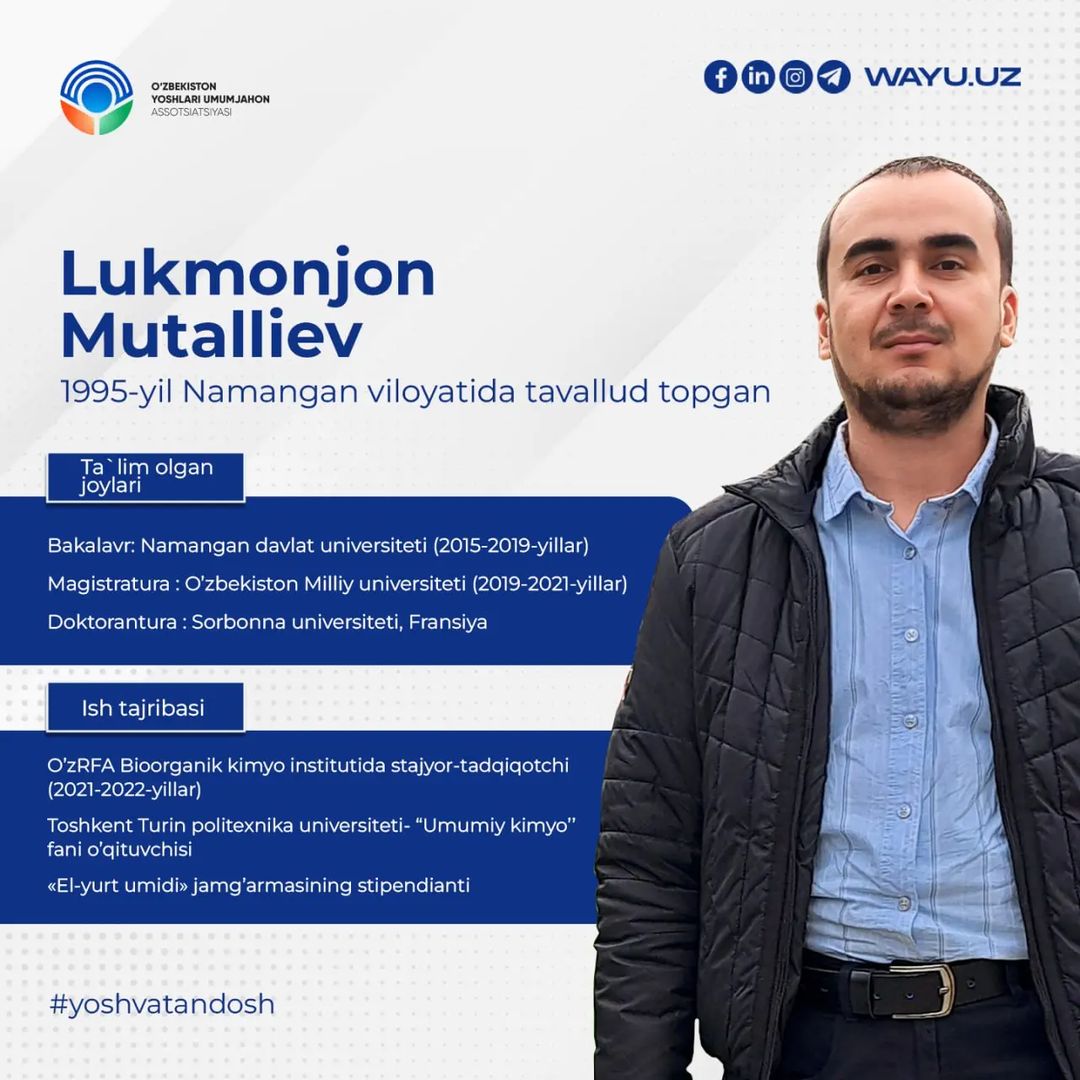 O'ZBEKISTON
YOSHLARI UMUMJAHON
ASSOTSIATSIYASI
WAYU.UZ
Lukmonjon
Mutalliev
1995-yil Namangan viloyatida tavallud topgan
Ta`lim olgan
joylari
Bakalavr: Namangan davlat universiteti (2015-2019-yillar)
Magistratura : O’zbekiston Milliy universiteti (2019-2021-yillar)
Doktorantura : Sorbonna universiteti, Fransiya
Ish tajribasi
O’zRFA Bioorganik kimyo institutida stajyor-tadqiqotchi
(2021-2022-yillar)
Toshkent Turin politexnika universiteti- “Umumiy kimyo’’
fani o’qituvchisi
«El-yurt umidi» jamg’armasining stipendianti
#yoshvatandosh